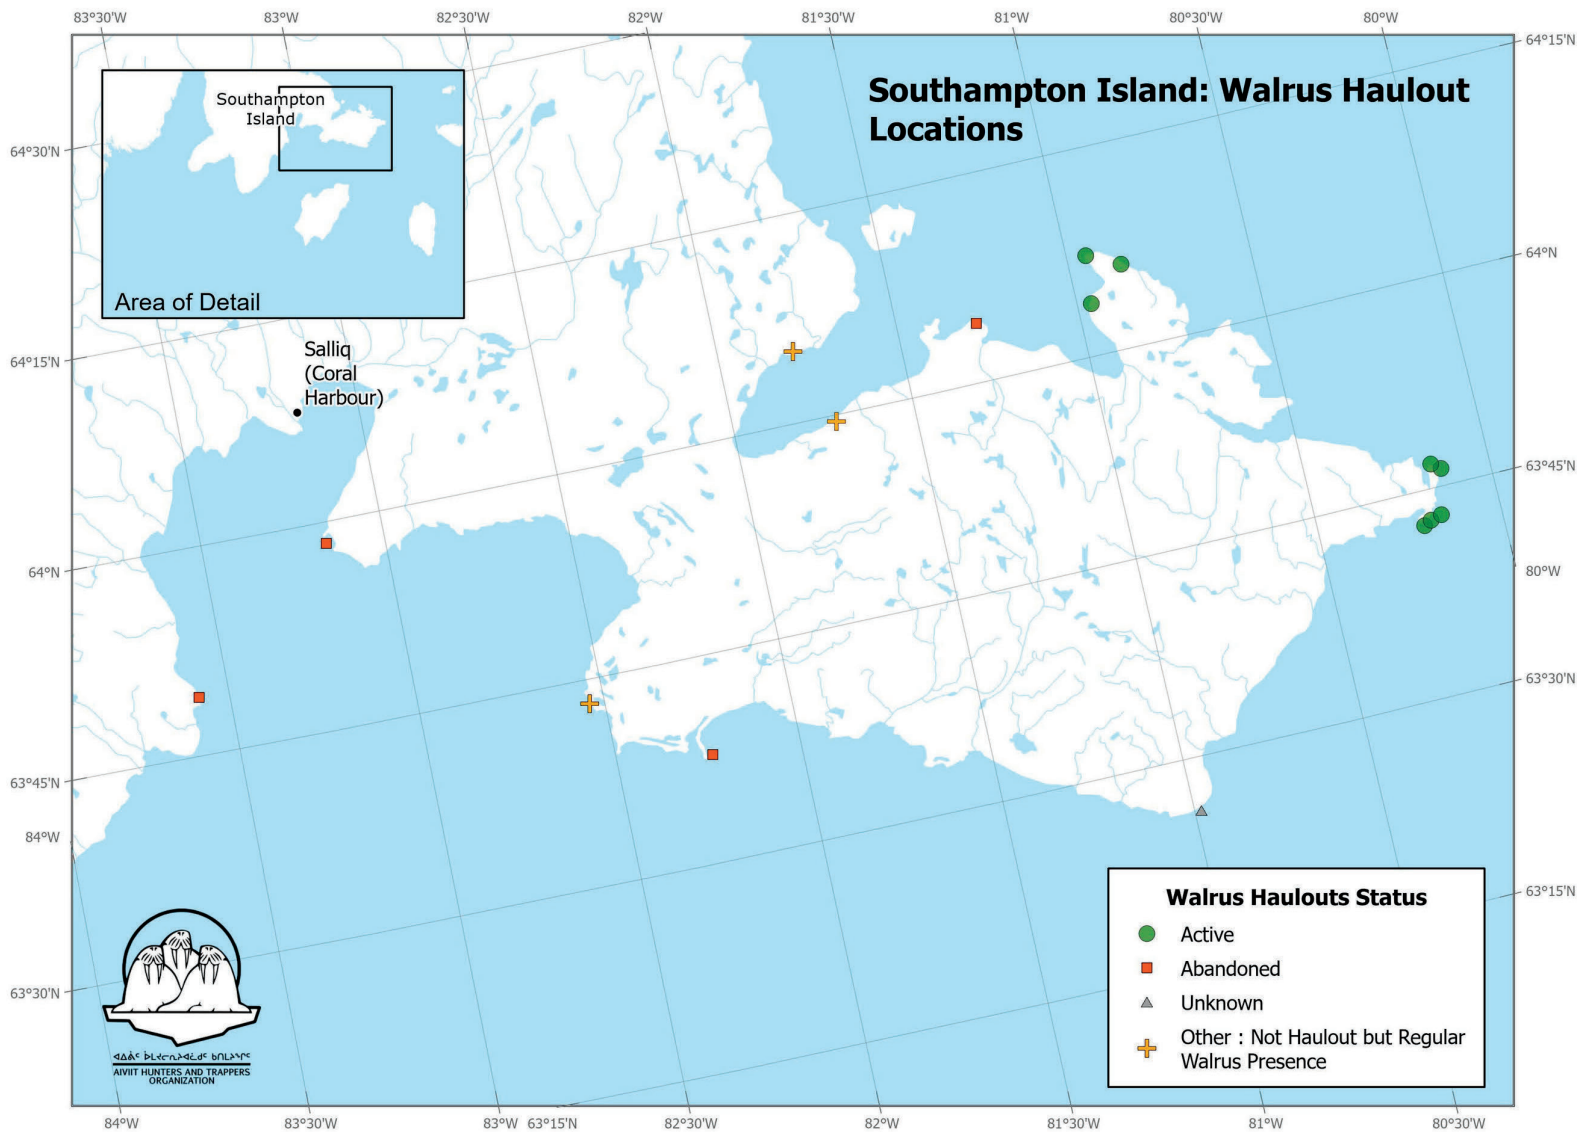 83°30'W 83°W 82°30'W 82°W 81°30'W 81°W 80°30'W 80°W
64°15'N
Southampton Island: Walrus Haulout
Locations
Southampton
Island
Area of Detail
64°30'N
64°N
64°15'N
Salliq
(Coral
Harbour)
63°45'N
64°N
80°W
63°30'N
63°45'N
84°W
63°15'N
Walrus Haulouts Status
Active
Abandoned
Unknown
Other : Not Haulout but Regular
Walrus Presence
63°30'N
AIVIIT HUNTERS AND TRAPPERS
ORGANIZATION
84°W 83°30'W 83°W 63°15'W 82°30'W 82°W 81°30'W 81°W 80°30'W